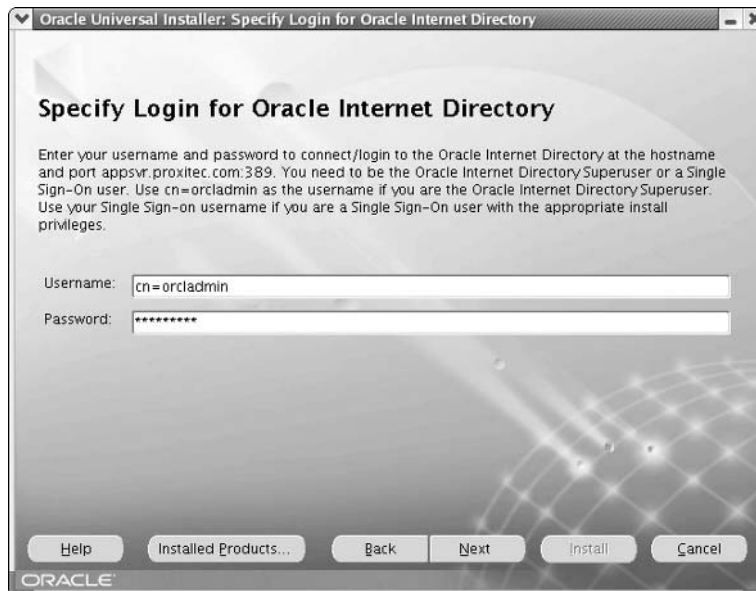 Oracle Universal Installer: Specify Login for Oracle Internet Directory
Specify Login for Oracle Internet Directory
Enter your username and password to connect/login to the Oracle Internet Directory at the hostname
and port appsvr.proxitec.com:389. You need to be the Oracle Internet Directory Superuser or a Single
Sign-On user. Use cn=orcladmin as the username if you are the Oracle Internet Directory Superuser.
Use your Single Sign-on username if you are a Single Sign-On user with the appropriate install
privileges.
Username: cn=orcladmin
Password: *********
Help Installed Products... Back Next Install Cancel
ORACLE